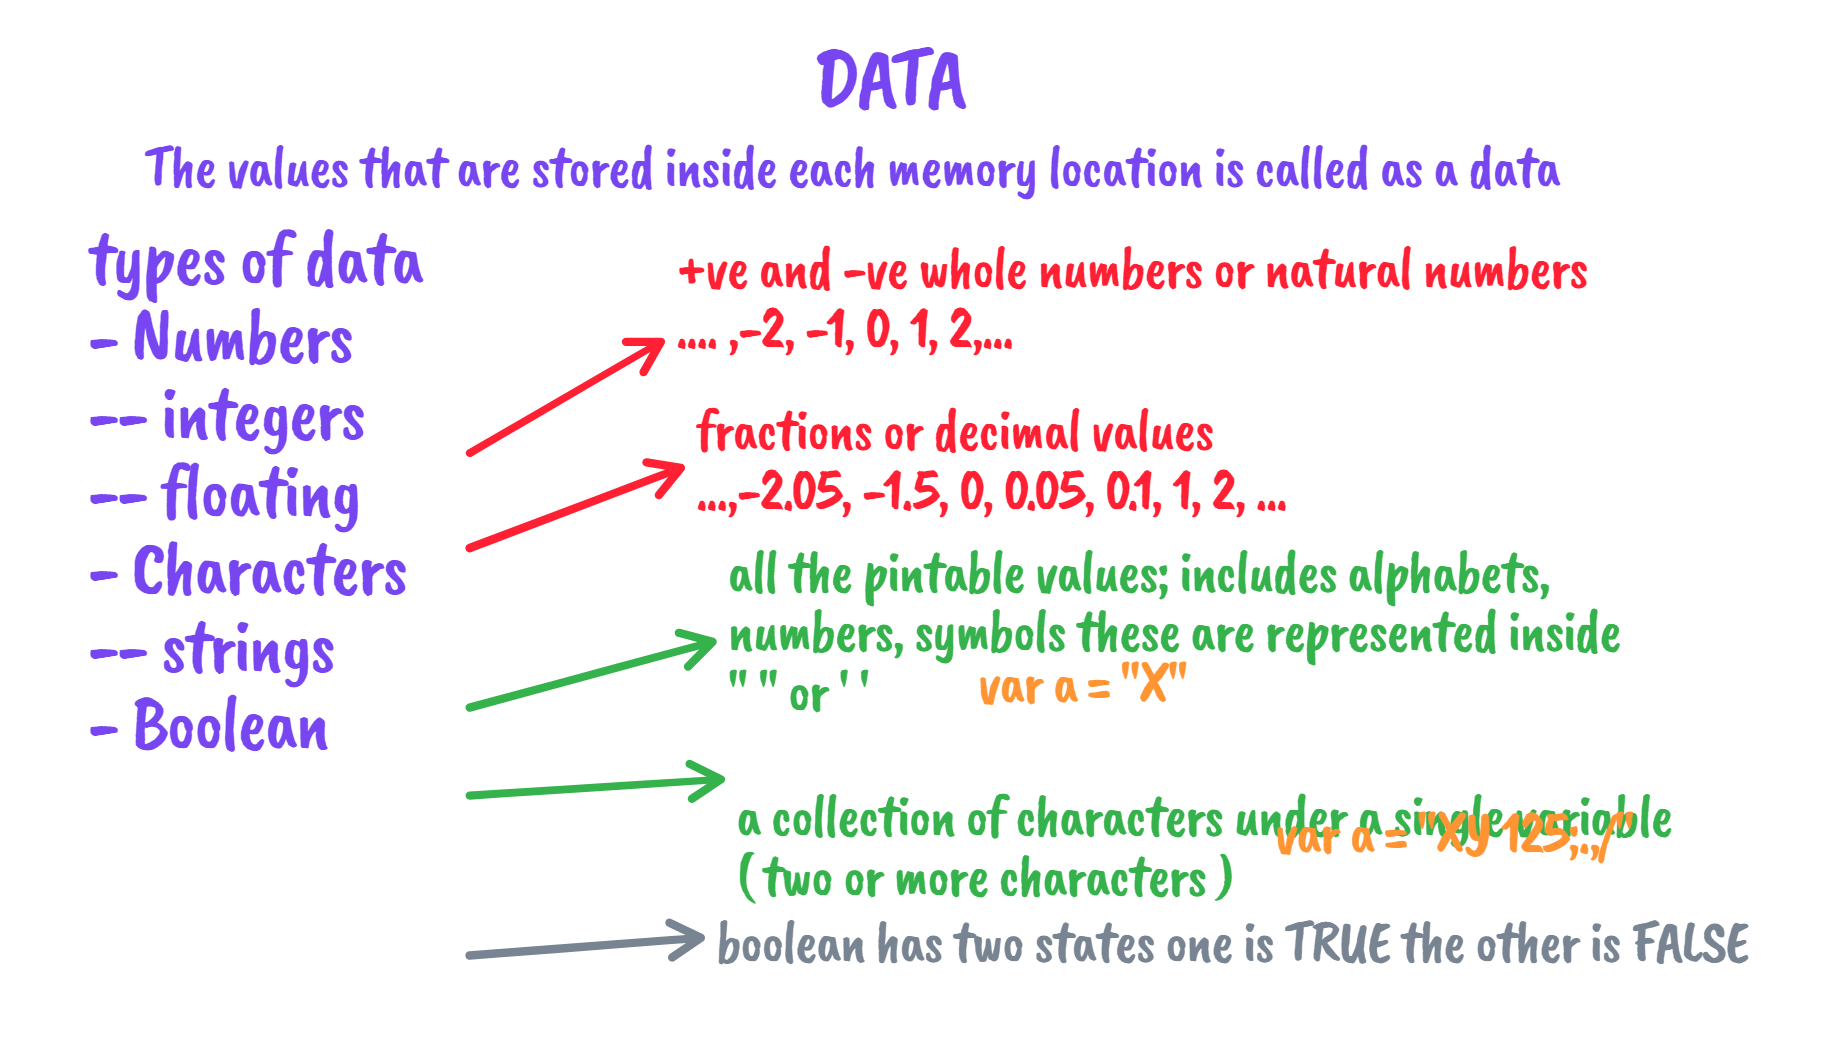 DATA
The values that are stored inside each memory location is called as a data
types of data
- Numbers
-- integers
-- floating
- Characters
-- strings
- Boolean
+ve and -ve whole numbers or natural numbers
.... ,-2, -1, 0, 1, 2,...
fractions or decimal values
...,-2.05, -1.5, 0, 0.05, 0.1, 1, 2, ...
all the pintable values; includes alphabets,
numbers, symbols these are represented inside
" " or ' '
var a = "X"
a collection of characters under a single variable
var a = "Xy 125;.,/"
( two or more characters )
boolean has two states one is TRUE the other is FALSE